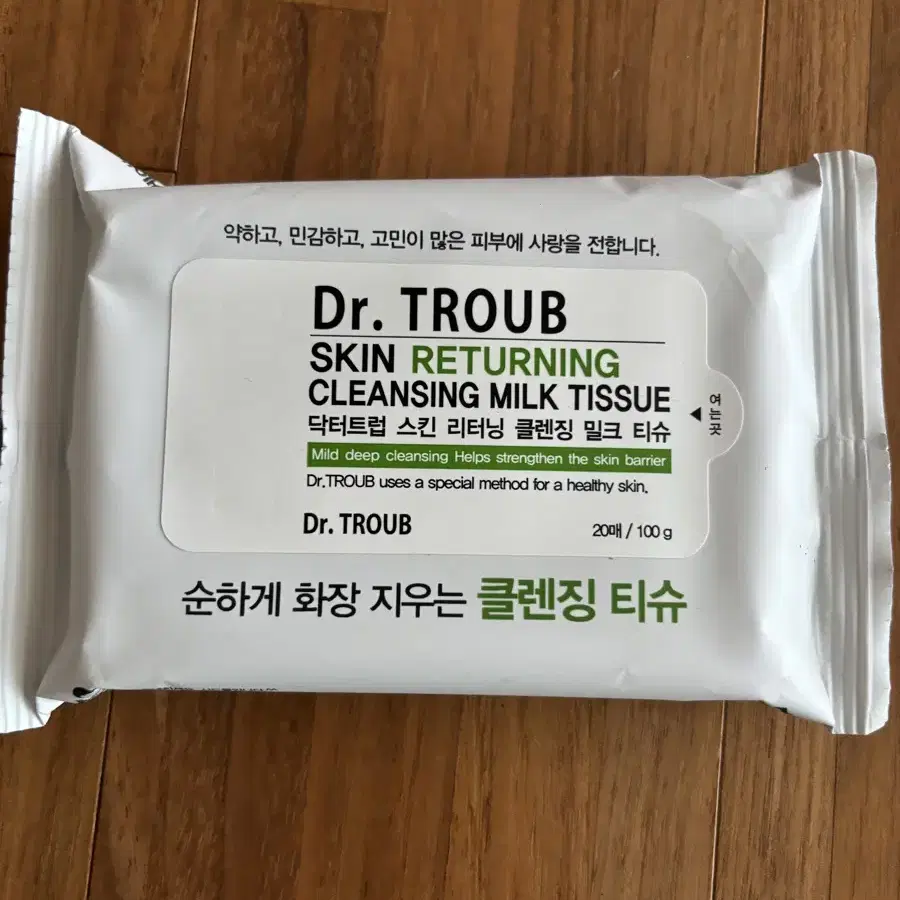 약하고, 민감하고, 고민이 많은 피부에 사랑을 전합니다.
Dr. TROUB
SKIN RETURNING
CLEANSING MILK TISSUE
닥터트럽 스킨 리터닝 클렌징 밀크 티슈
Mild deep cleansing Helps strengthen the skin barrier
Dr.TROUB uses a special method for a healthy skin.
Dr. TROUB
20매 / 100 g
여는곳
순하게 화장 지우는 클렌징 티슈